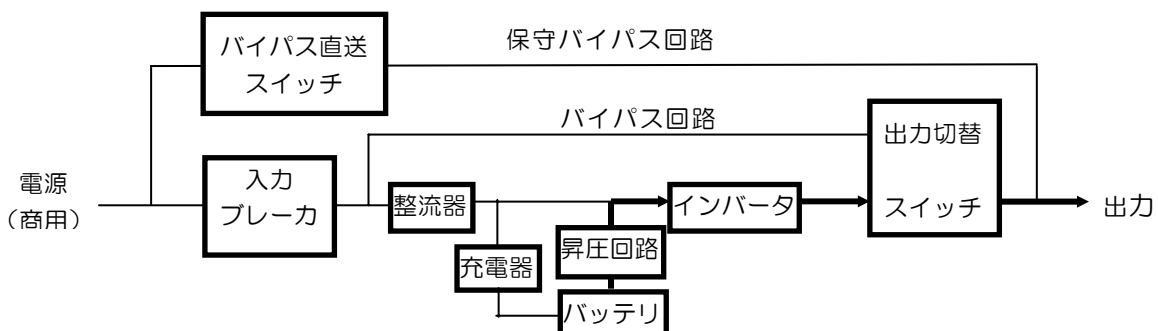 バイパス直送
スイッチ
保守バイパス回路
バイパス回路
出力切替
スイッチ
電源
(商用)
入力
ブレーカ
整流器
インバータ
出力
充電器
昇圧回路
バッテリ